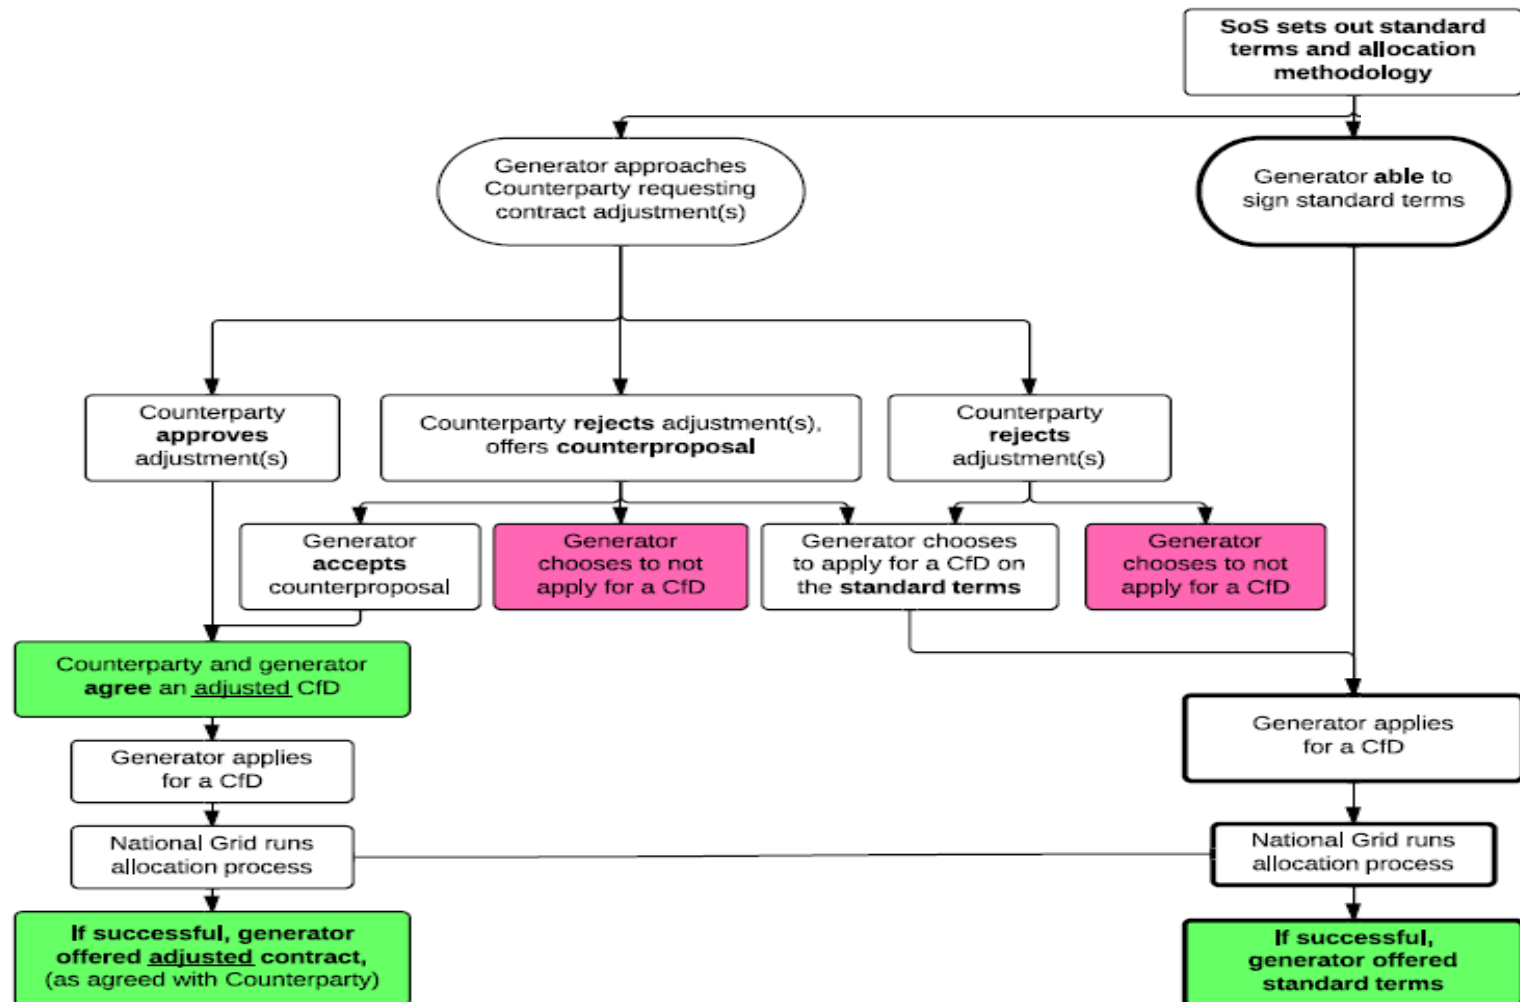 SoS sets out standard
terms and allocation
methodology
Generator approaches
Counterparty requesting
contract adjustment(s)
Generator able to
sign standard terms
Counterparty
approves
adjustment(s)
Counterparty rejects adjustment(s),
offers counterproposal
Counterparty
rejects
adjustment(s)
Generator
accepts
counterproposal
Generator
chooses to not
apply for a CfD
Generator chooses
to apply for a CfD on
the standard terms
Generator
chooses to not
apply for a CfD
Counterparty and generator
agree an adjusted CfD
Generator applies
for a CfD
Generator applies
for a CfD
National Grid runs
allocation process
National Grid runs
allocation process
If successful, generator
offered adjusted contract,
(as agreed with Counterparty)
If successful,
generator offered
standard terms